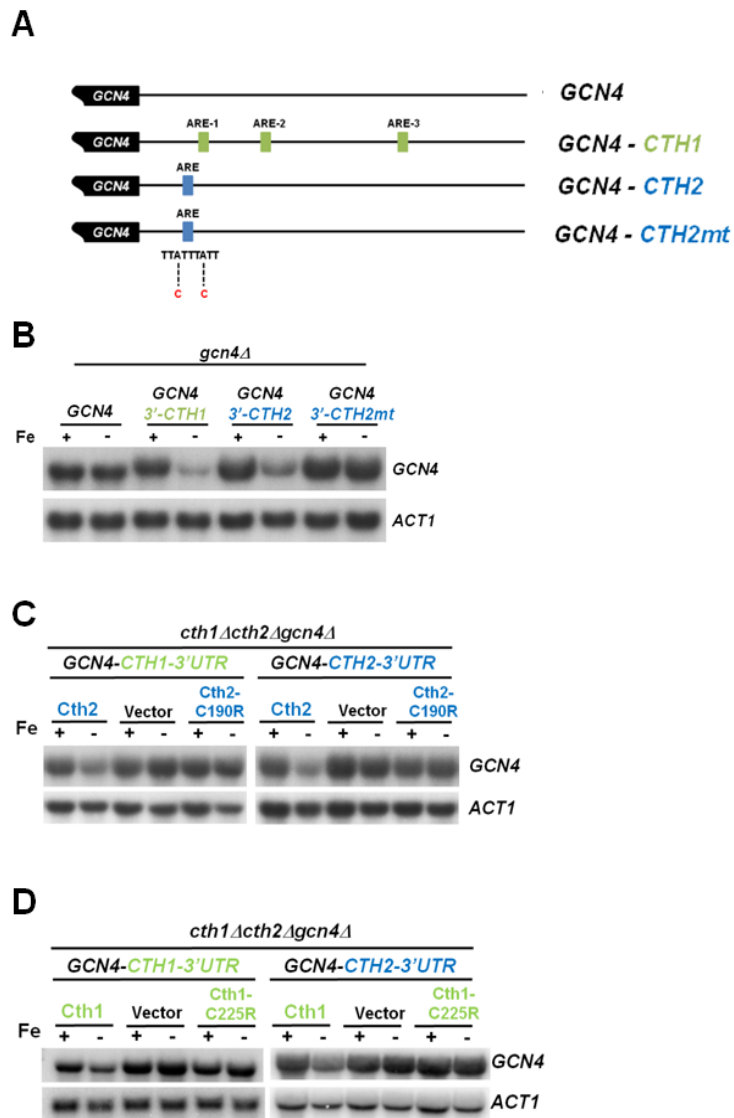 A
GCN4 GCN4
ARE-1 ARE-2 ARE-3
GCN4 GCN4 - CTH1
ARE
GCN4 GCN4 - CTH2
ARE
GCN4 GCN4 - CTH2mt
TTATTTATT
C C
B
gcn4Δ
GCN4 GCN4 GCN4
GCN4 3'-CTH1 3'-CTH2 3'-CTH2mt
Fe + - + - + - + -
GCN4
ACT1
C
cth1Δcth2Δgcn4Δ
GCN4-CTH1-3'UTR GCN4-CTH2-3'UTR
Cth2 Vector Cth2-C190R Cth2 Vector Cth2-C190R
Fe + - + - + - + - + - + -
GCN4
ACT1
D
cth1Δcth2Δgcn4Δ
GCN4-CTH1-3'UTR GCN4-CTH2-3'UTR
Cth1 Vector Cth1-C225R Cth1 Vector Cth1-C225R
Fe + - + - + - + - + - + -
GCN4
ACT1